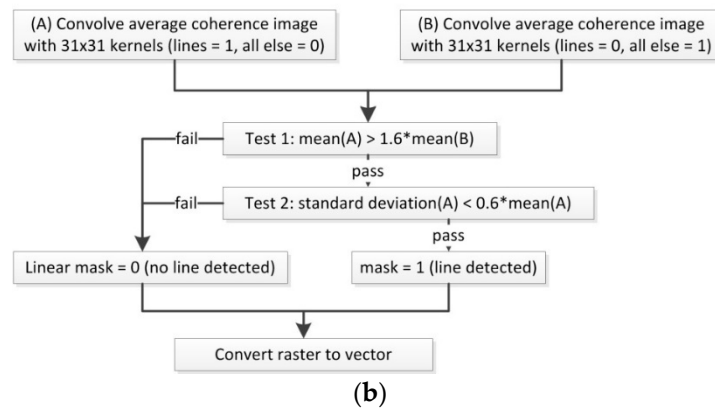 (A) Convolve average coherence image
with 31x31 kernels (lines = 1, all else = 0)
(B) Convolve average coherence image
with 31x31 kernels (lines = 0, all else = 1)
fail
Test 1: mean(A) > 1.6*mean(B)
pass
fail
Test 2: standard deviation(A) < 0.6*mean(A)
pass
Linear mask = 0 (no line detected)
mask = 1 (line detected)
Convert raster to vector
(b)